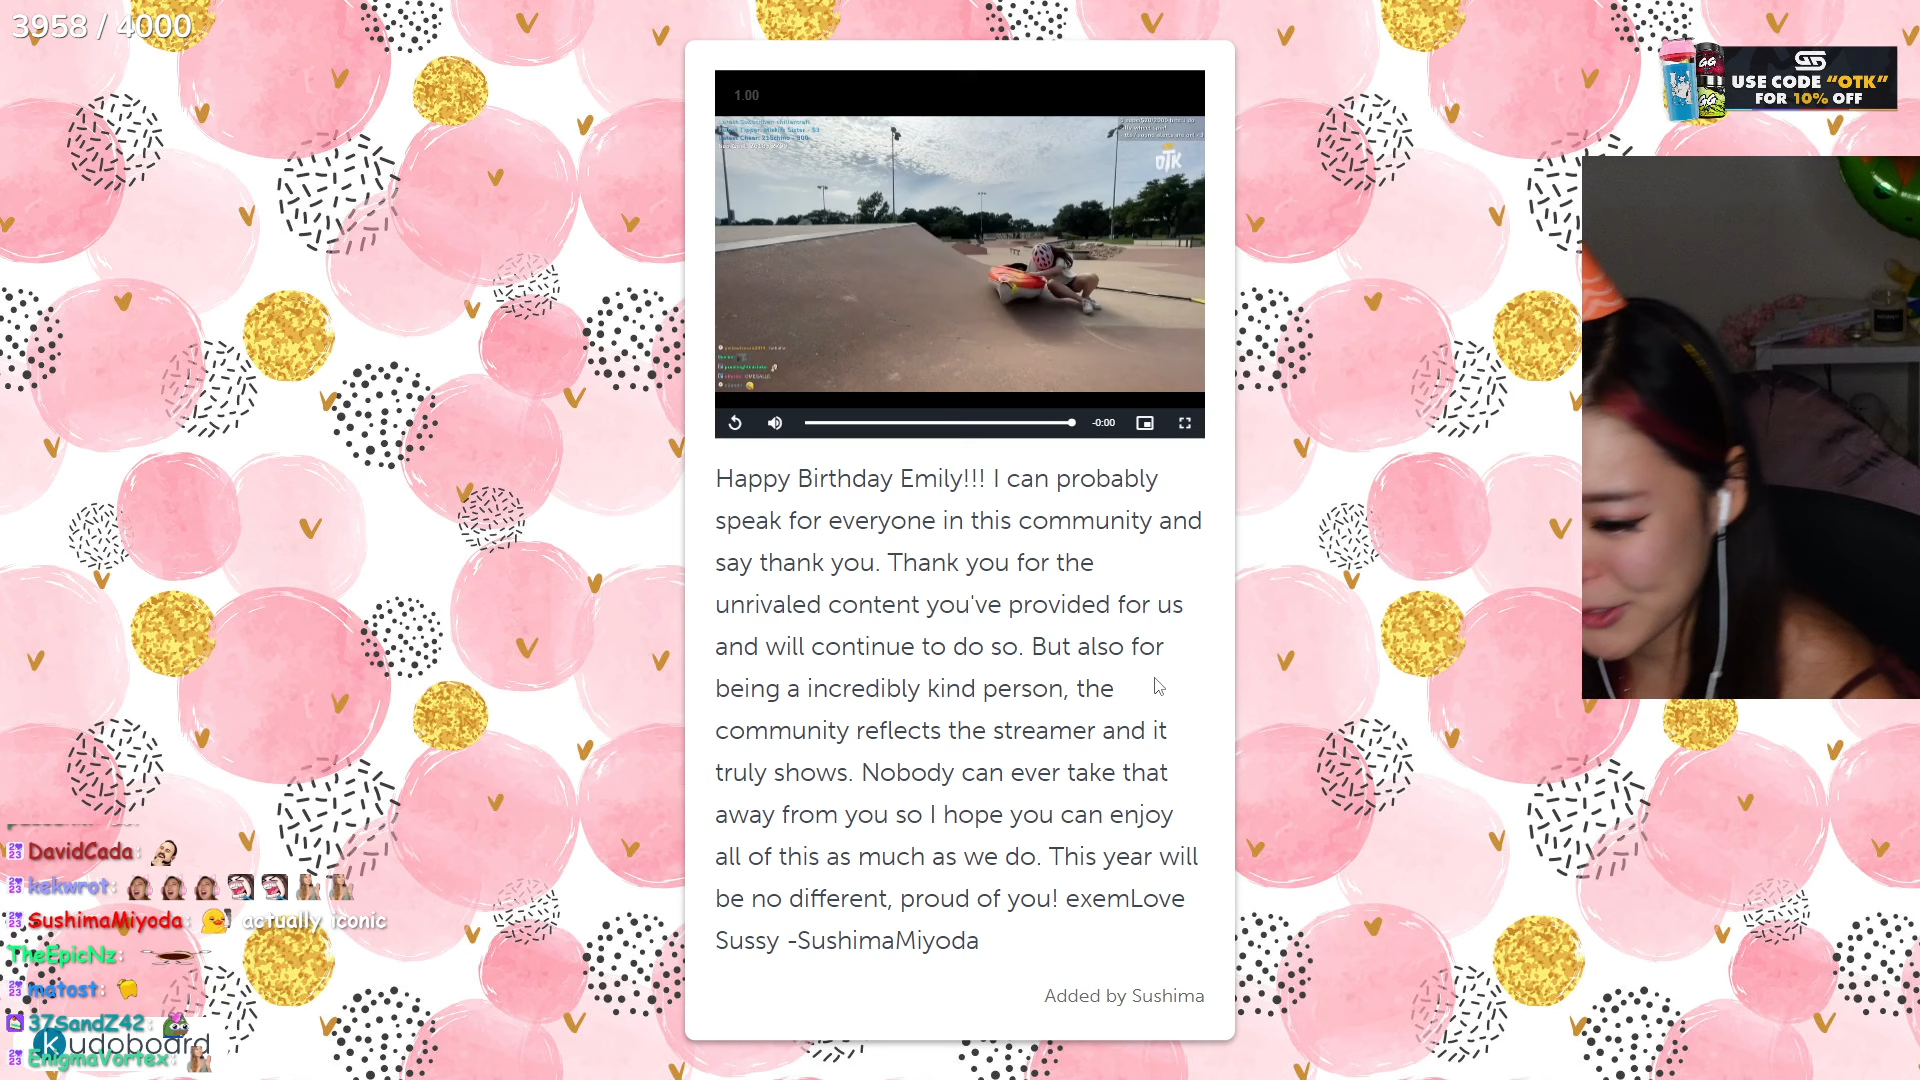 3958 / 4000
USE CODE “OTK”
FOR 10% OFF
1.00
OTK
-0:00
Happy Birthday Emily!!! I can probably
speak for everyone in this community and
say thank you. Thank you for the
unrivaled content you've provided for us
and will continue to do so. But also for
being a incredibly kind person, the
community reflects the streamer and it
truly shows. Nobody can ever take that
away from you so I hope you can enjoy
all of this as much as we do. This year will
be no different, proud of you! exemLove
Sussy -SushimaMiyoda
Added by Sushima
DavidCada:
kekwrot:
SushimaMiyoda: actually iconic
TheEpicNz:
matost:
37SandZ42:
kudoboard
EnigmaVortex: